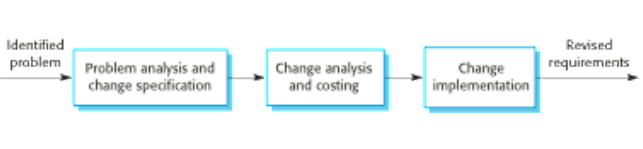 Identified
problem
Problem analysis and
change specification
Change analysis
and costing
Change
implementation
Revised
requirements